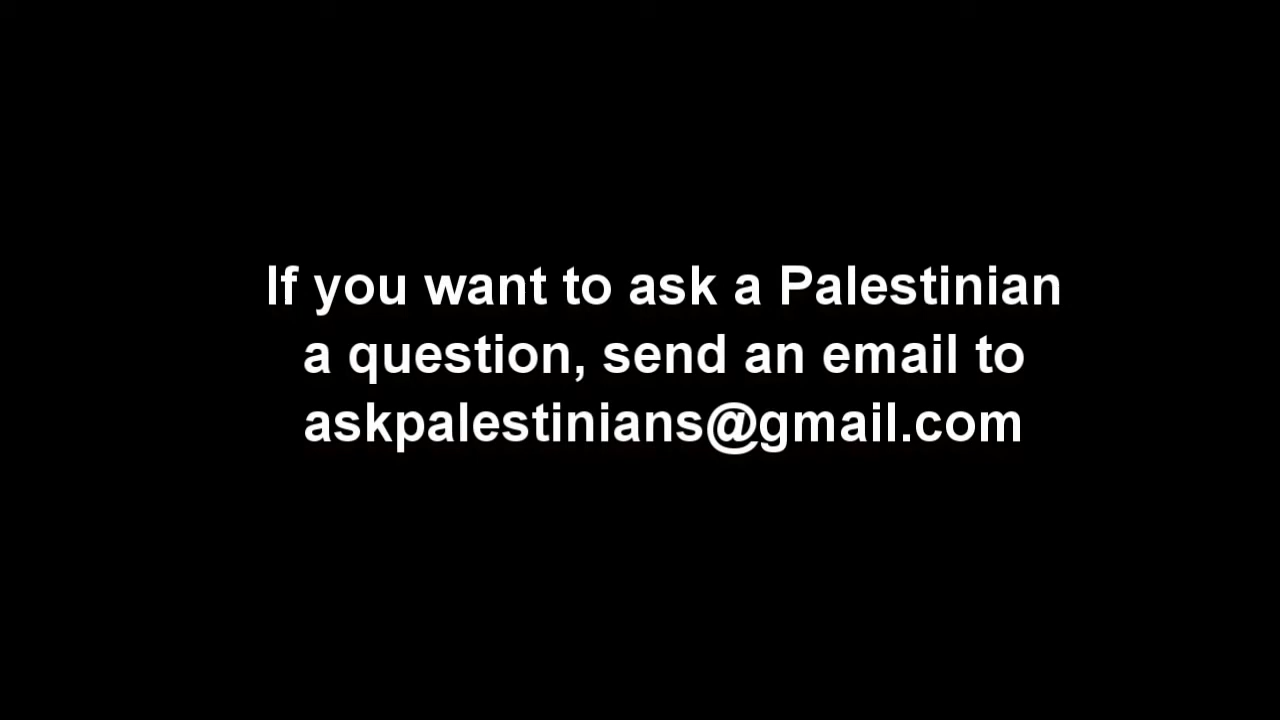 If you want to ask a Palestinian
a question, send an email to
askpalestinians@gmail.com